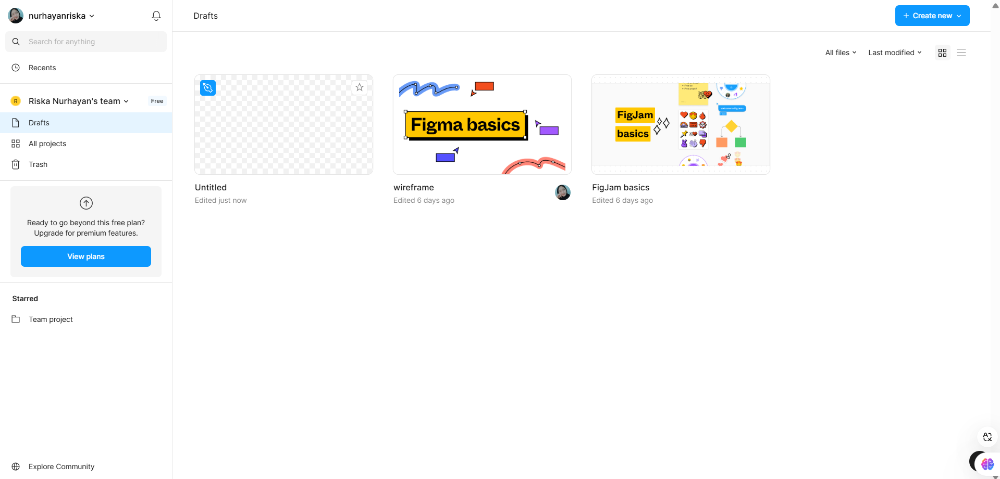 nurhayanriska
Search for anything
Recents
R
Riska Nurhayan's team
Free
Drafts
All projects
Trash
Ready to go beyond this free plan?
Upgrade for premium features.
View plans
Starred
Team project
Explore Community
Drafts
+ Create new
All files
Last modified
Figma basics
FigJam
basics
Untitled
Edited just now
wireframe
Edited 6 days ago
FigJam basics
Edited 6 days ago